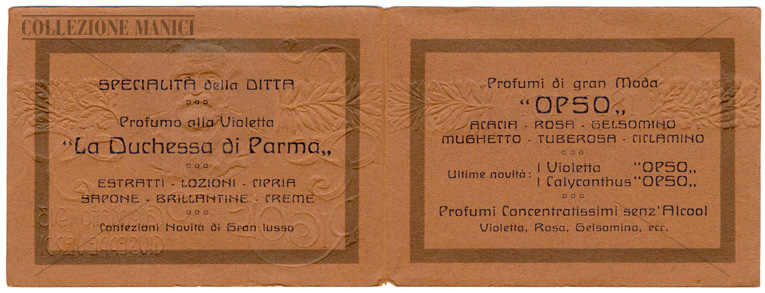 COLLEZIONE MANICI
SPECIALITÀ della DITTA
Profumo alla Violetta
“La Duchessa di Parma„
ESTRATTI - LOZIONI - CIPRIA
SAPONE - BRILLANTINE - CREME
Confezioni Novità di Gran lusso
Profumi di gran Moda
“OPSO„
ACACIA - ROSA - GELSOMINO
MUGHETTO - TUBEROSA - CICLAMINO
Ultime novità: | Violetta “OPSO„
| Calycanthus “OPSO„
Profumi Concentratissimi senz'Alcool
Violetta, Rosa, Gelsomino, ecc.